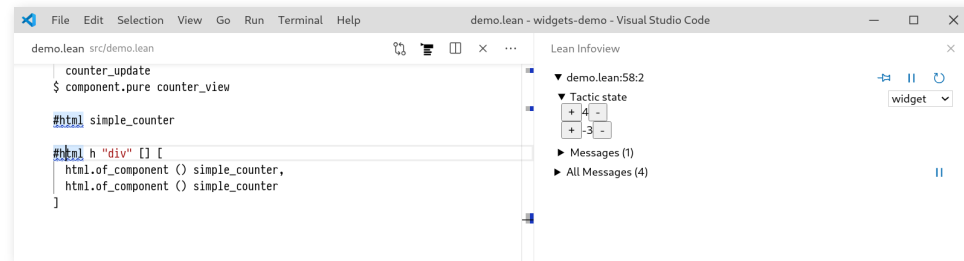 File Edit Selection View Go Run Terminal Help demo.lean - widgets-demo - Visual Studio Code
demo.lean src/demo.lean
Lean Infoview
counter_update
$ component.pure counter_view
#html simple_counter
#html h "div" [] [
html.of_component () simple_counter,
html.of_component () simple_counter
]
▼ demo.lean:58:2
▼ Tactic state
widget
+ 4 -
+ -3 -
▶ Messages (1)
▶ All Messages (4)